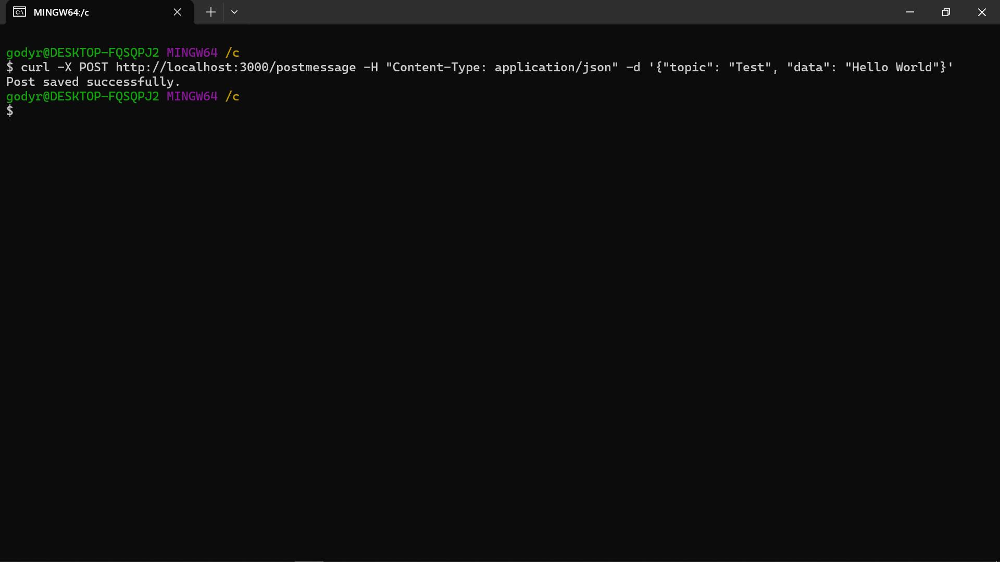 MINGW64:/c
godyr@DESKTOP-FQSQPJ2 MINGW64 /c
$ curl -X POST http://localhost:3000/postmessage -H "Content-Type: application/json" -d '{"topic": "Test", "data": "Hello World"}'
Post saved successfully.
godyr@DESKTOP-FQSQPJ2 MINGW64 /c
$